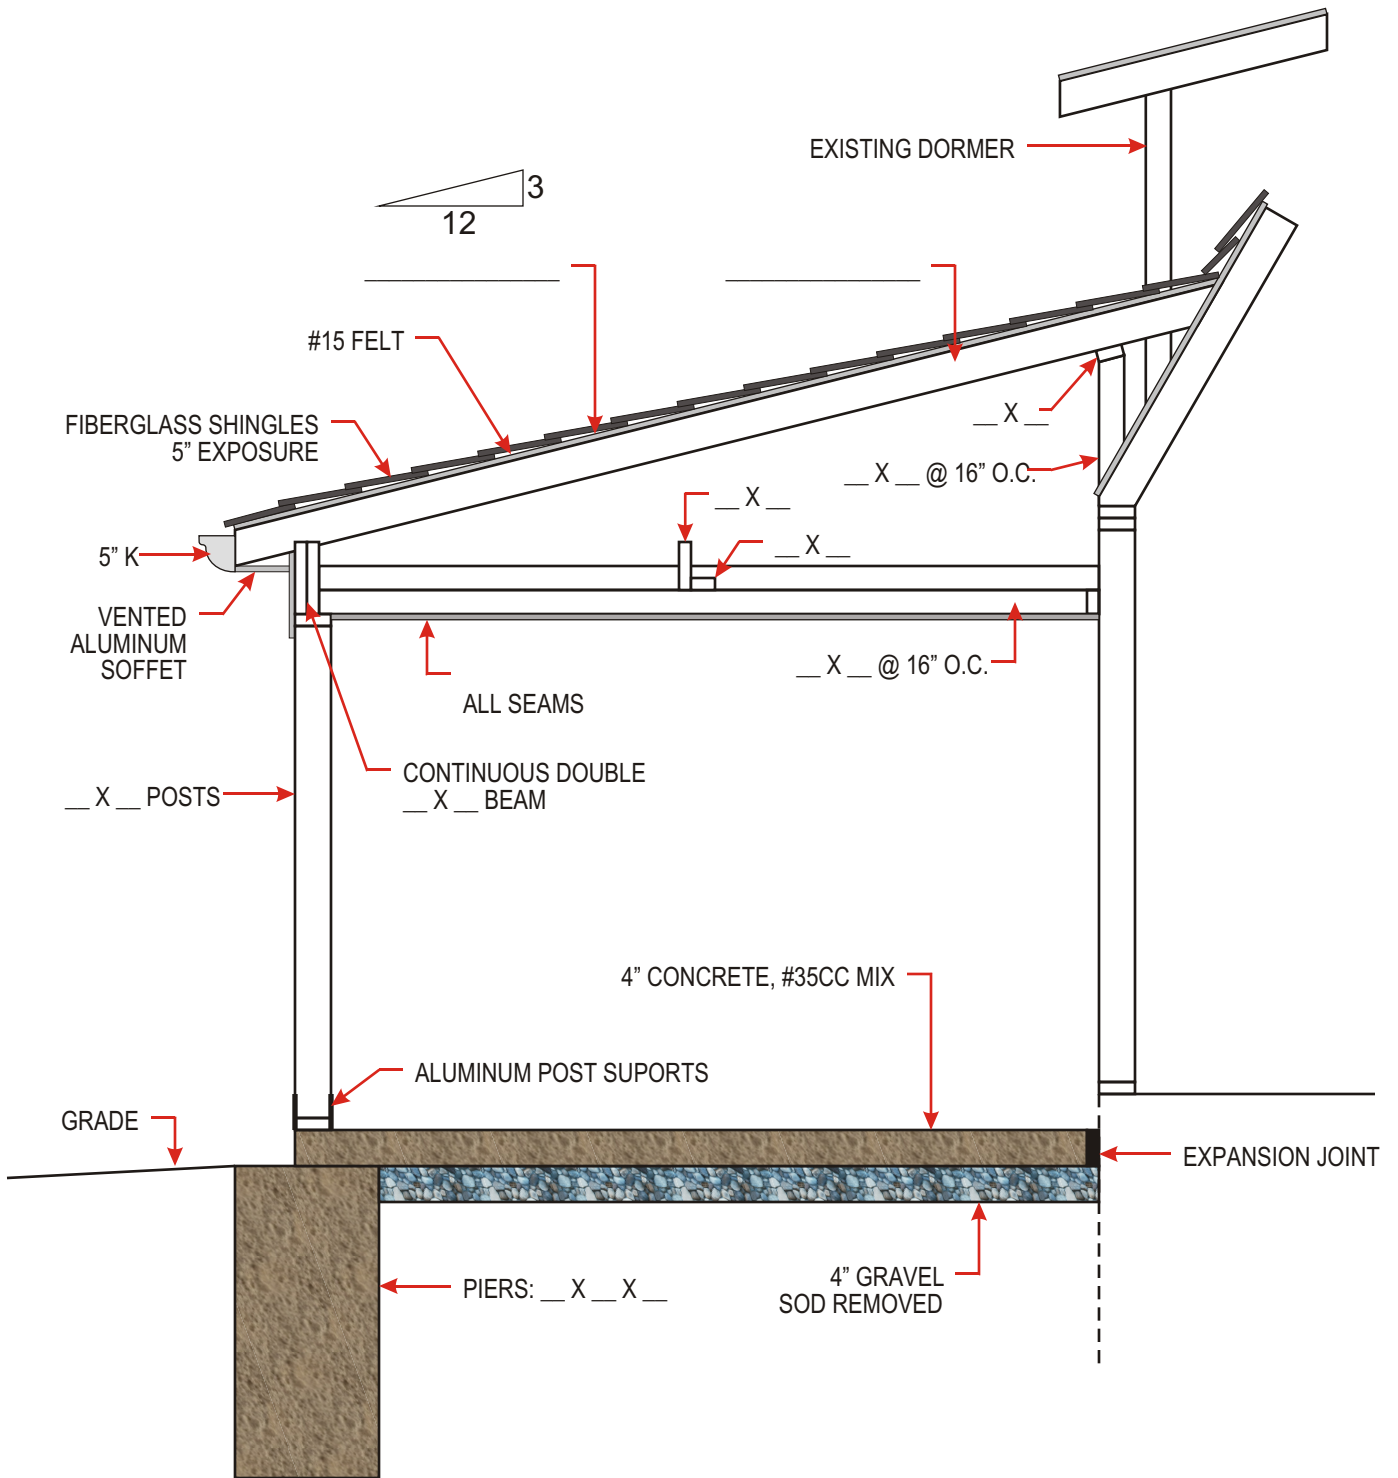 EXISTING DORMER
3
12
_______________ _______________
#15 FELT
FIBERGLASS SHINGLES
5” EXPOSURE
__ X __
__ X __ @ 16” O.C.
__ X __
__ X __
5” K
VENTED
ALUMINUM
SOFFET
__ X __ @ 16” O.C.
ALL SEAMS
CONTINUOUS DOUBLE
__ X __ BEAM
__ X __ POSTS
4” CONCRETE, #35CC MIX
ALUMINUM POST SUPORTS
GRADE
EXPANSION JOINT
4” GRAVEL
SOD REMOVED
PIERS: __ X __ X __